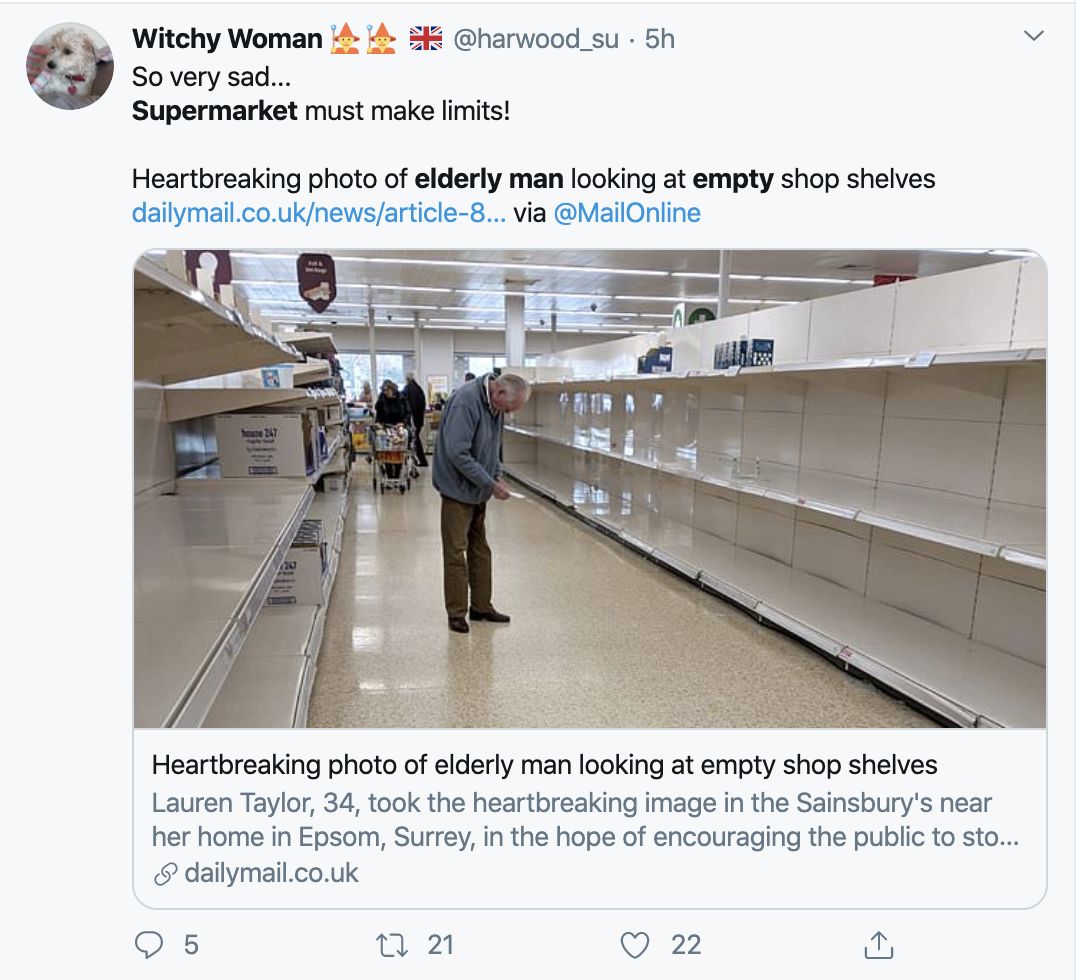 Witchy Woman @harwood_su · 5h
So very sad...
Supermarket must make limits!
Heartbreaking photo of elderly man looking at empty shop shelves
dailymail.co.uk/news/article-8... via @MailOnline
house 247
247
Heartbreaking photo of elderly man looking at empty shop shelves
Lauren Taylor, 34, took the heartbreaking image in the Sainsbury's near
her home in Epsom, Surrey, in the hope of encouraging the public to sto...
dailymail.co.uk
5 21 22